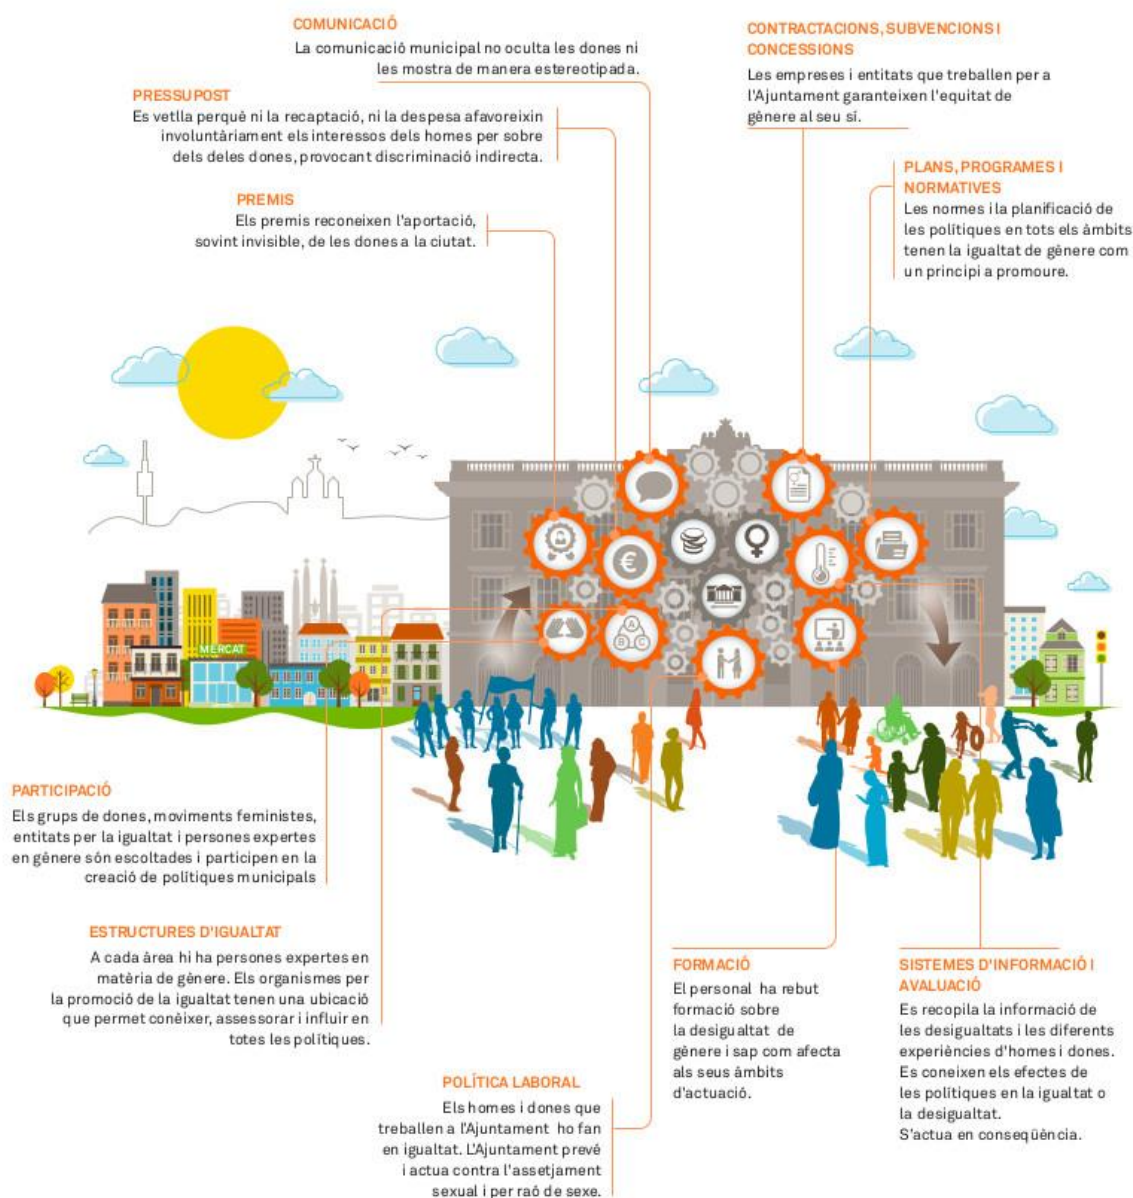 COMUNICACIÓ
La comunicació municipal no oculta les dones ni
les mostra de manera estereotipada.
CONTRACTACIONS, SUBVENCIONS I
CONCESSIONS
Les empreses i entitats que treballen per a
l'Ajuntament garanteixen l'equitat de
gènere al seu sí.
PRESSUPOST
Es vetlla perquè ni la recaptació, ni la despesa afavoreixin
involuntàriament els interessos dels homes per sobre
dels deles dones, provocant discriminació indirecta.
PLANS, PROGRAMES I
NORMATIVES
Les normes i la planificació de
les polítiques en tots els àmbits
tenen la igualtat de gènere com
un principi a promoure.
PREMIS
Els premis reconeixen l'aportació,
sovint invisible, de les dones a la ciutat.
€
A
B C
MERCAT
PARTICIPACIÓ
Els grups de dones, moviments feministes,
entitats per la igualtat i persones expertes
en gènere són escoltades i participen en la
creació de polítiques municipals
ESTRUCTURES D'IGUALTAT
A cada àrea hi ha persones expertes en
matèria de gènere. Els organismes per
la promoció de la igualtat tenen una ubicació
que permet conèixer, assessorar i influir en
totes les polítiques.
POLÍTICA LABORAL
Els homes i dones que
treballen a l'Ajuntament ho fan
en igualtat. L'Ajuntament prevé
i actua contra l'assetjament
sexual i per raó de sexe.
FORMACIÓ
El personal ha rebut
formació sobre
la desigualtat de
gènere i sap com afecta
als seus àmbits
d'actuació.
SISTEMES D'INFORMACIÓ I
AVALUACIÓ
Es recopila la informació de
les desigualtats i les diferents
experiències d'homes i dones.
Es coneixen els efectes de
les polítiques en la igualtat o
la desigualtat.
S'actua en conseqüència.